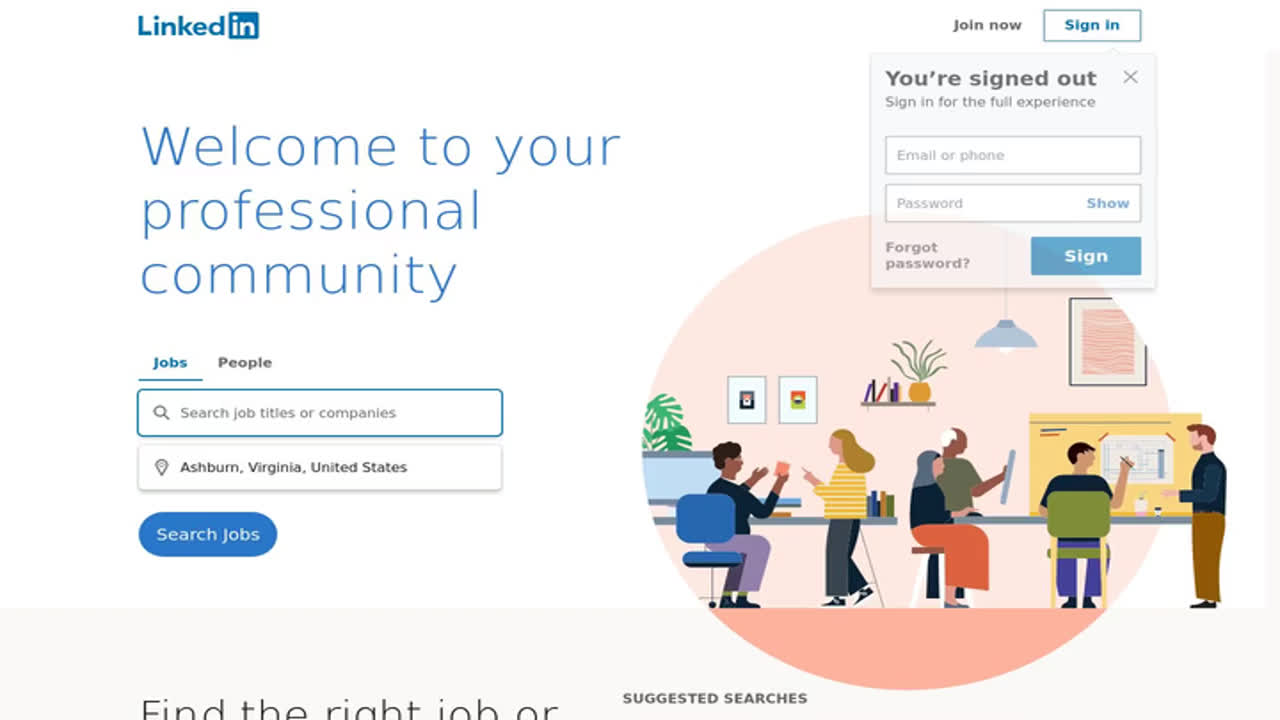 Linked in
Join now
Sign in
You’re signed out
Sign in for the full experience
Email or phone
Password
Show
Forgot
password?
Sign
Welcome to your
professional
community
Jobs
People
Search job titles or companies
Ashburn, Virginia, United States
Search Jobs
Find the right job or
SUGGESTED SEARCHES